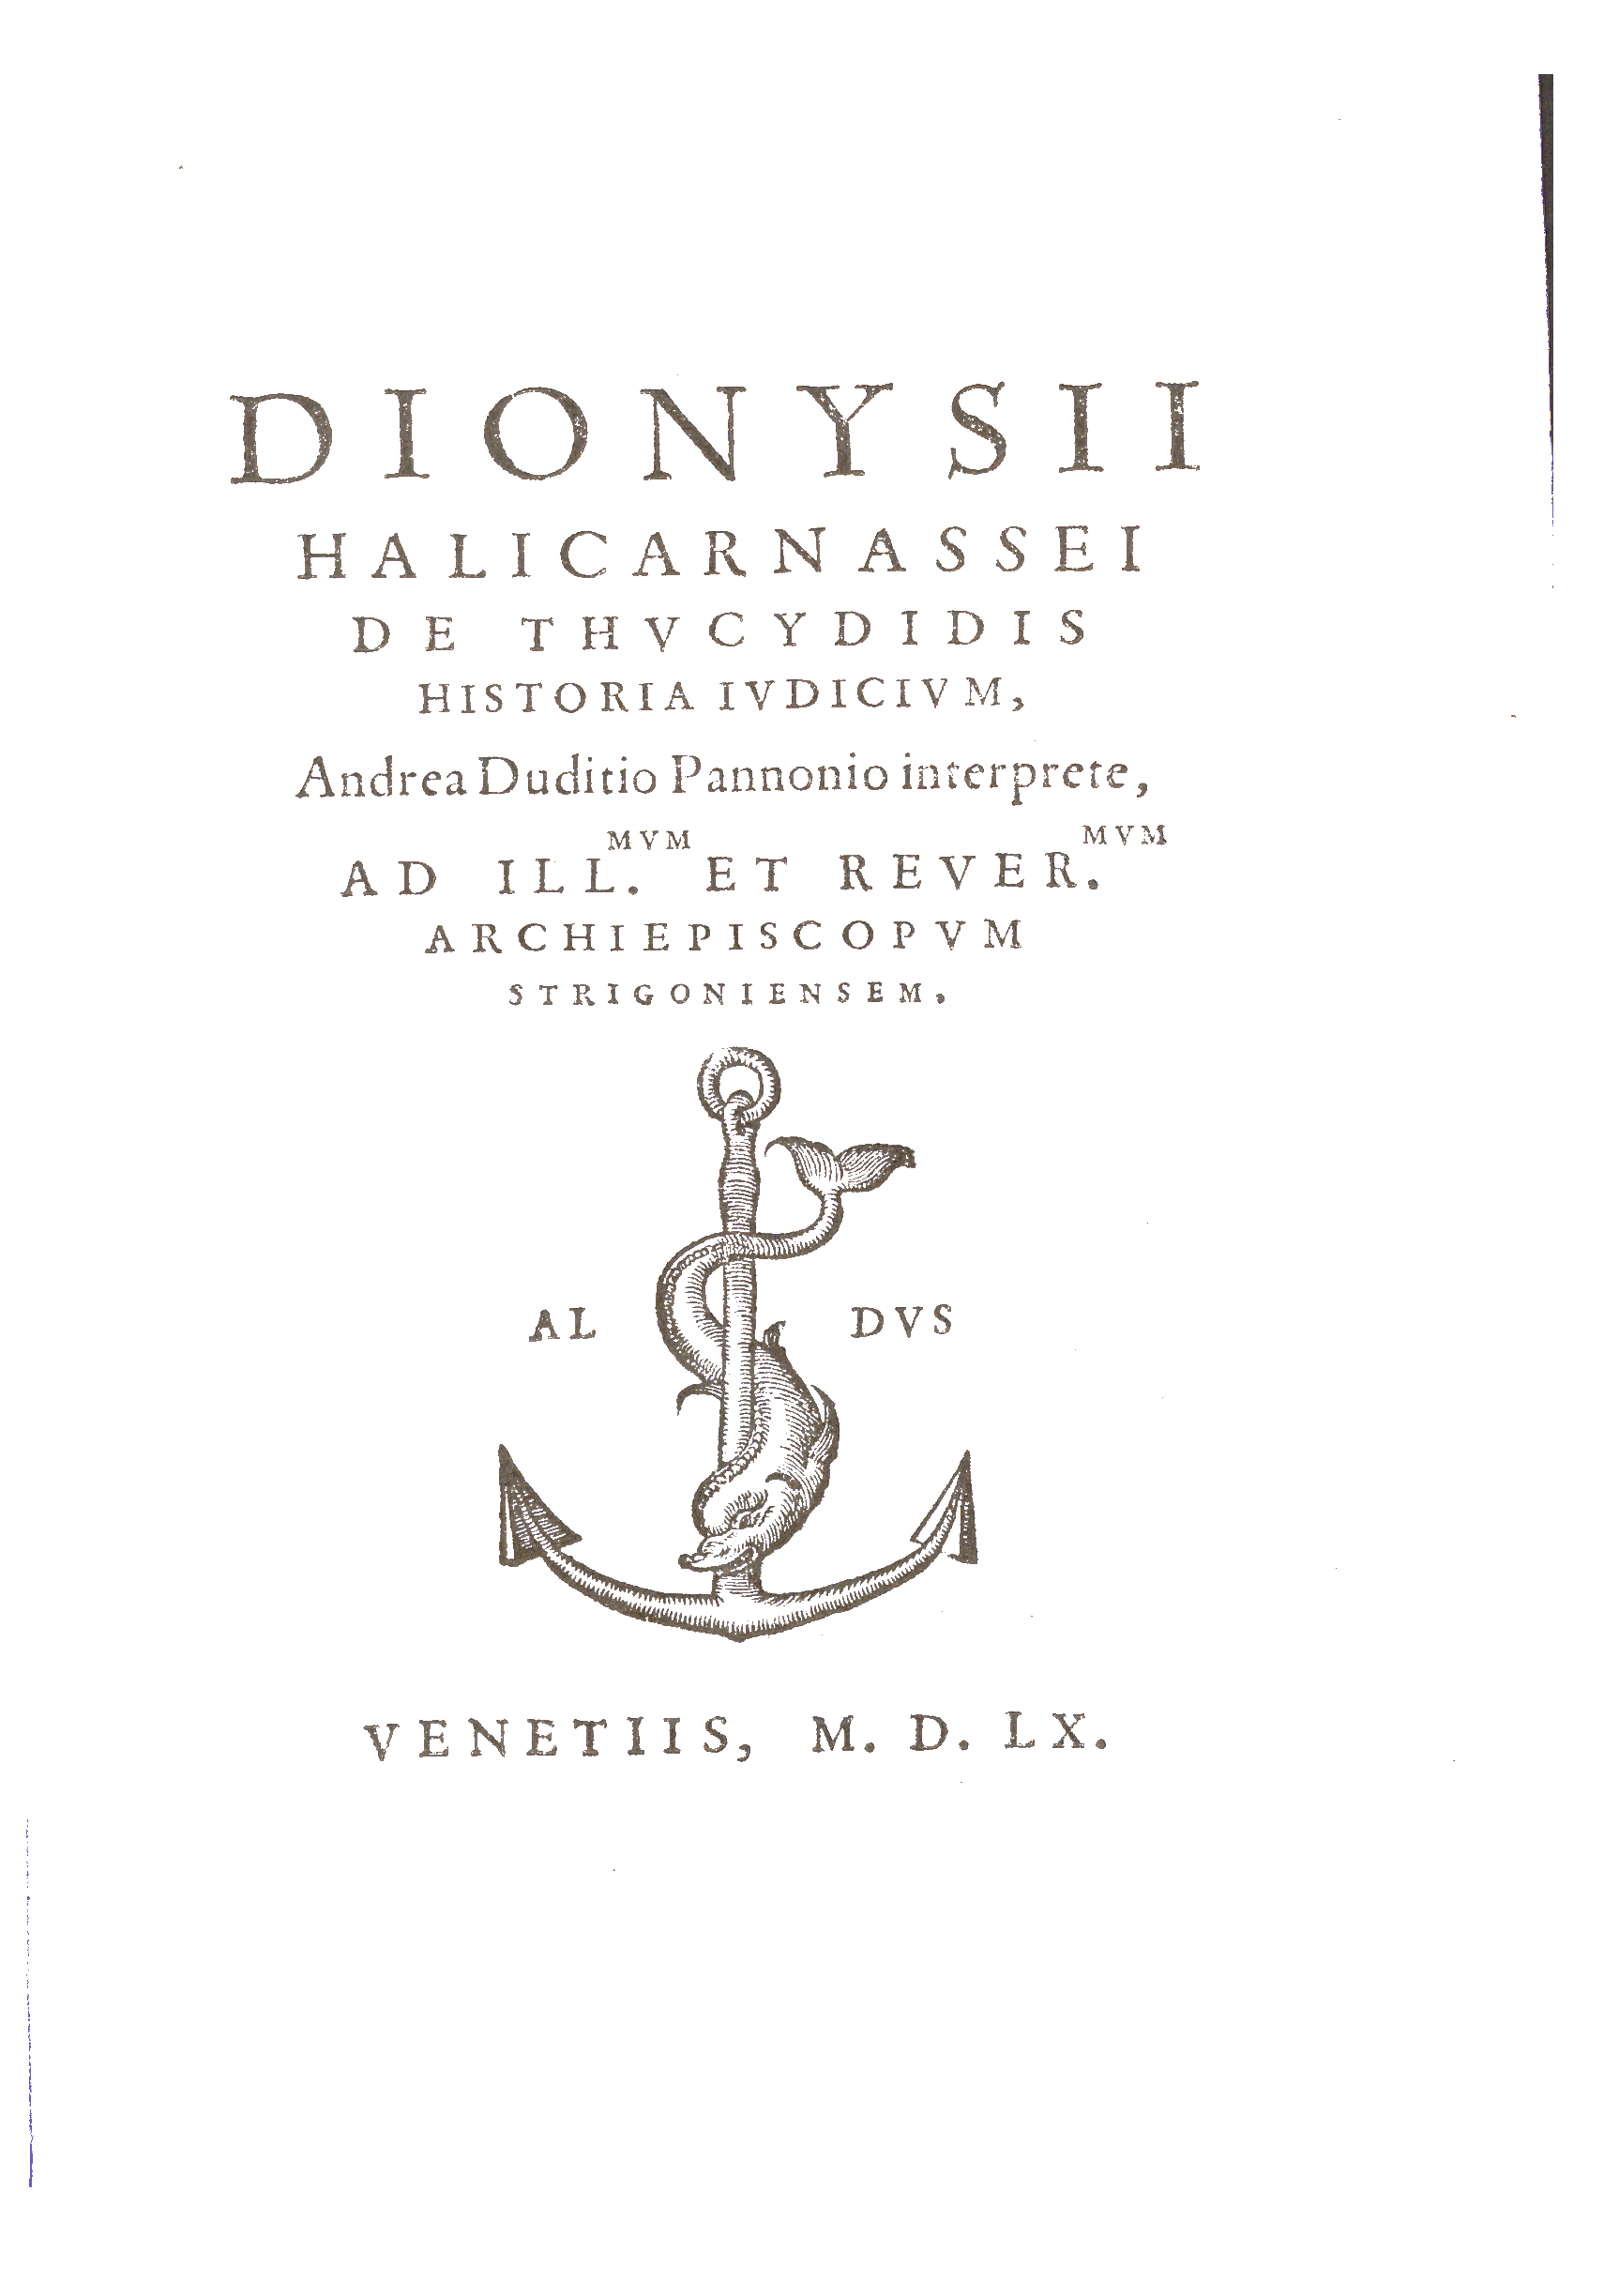 DIONYSII
HALICARNASSEI
DE THVCYDIDIS
HISTORIA IVDICIVM,
Andrea Duditio Pannonio interprete,
AD ILL.MVM ET REVER.MVM
ARCHIEPISCOPVM
STRIGONIENSEM.
AL DVS
VENETIIS, M. D. LX.